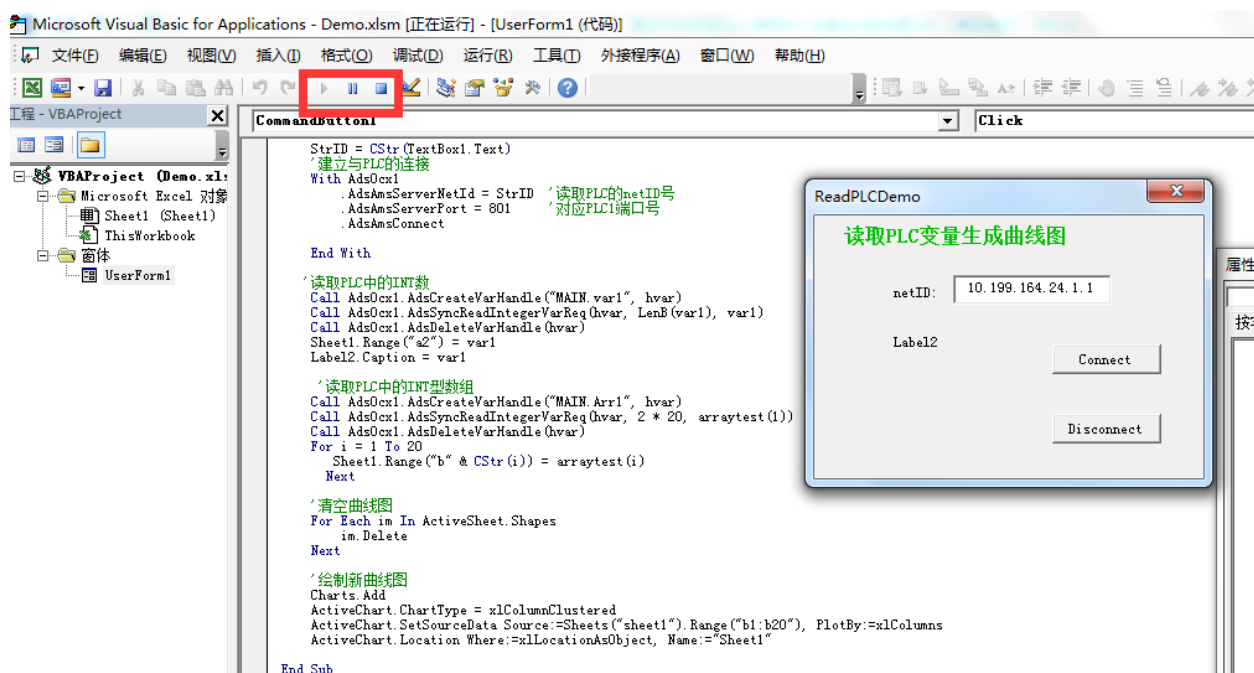 Microsoft Visual Basic for Applications - Demo.xlsm [正在运行] - [UserForm1 (代码)]
文件(F) 编辑(E) 视图(V) 插入(I) 格式(O) 调试(D) 运行(R) 工具(T) 外接程序(A) 窗口(W) 帮助(H)
工程 - VBAProject
VBAProject (Demo.xl
Microsoft Excel 对象
Sheet1 (Sheet1)
ThisWorkbook
窗体
UserForm1
CommandButton1
Click
StrID = CStr(TextBox1.Text)
'建立与PLC的连接
With AdsOcx1
.AdsAmsServerNetId = StrID '读取PLC的netID号
.AdsAmsServerPort = 801 '对应PLC1端口号
.AdsAmsConnect
End With
'读取PLC中的INT数
Call AdsOcx1.AdsCreateVarHandle("MAIN.var1", hvar)
Call AdsOcx1.AdsSyncReadIntegerVarReq(hvar, LenB(var1), var1)
Call AdsOcx1.AdsDeleteVarHandle(hvar)
Sheet1.Range("a2") = var1
Label2.Caption = var1
'读取PLC中的INT型数组
Call AdsOcx1.AdsCreateVarHandle("MAIN.Arr1", hvar)
Call AdsOcx1.AdsSyncReadIntegerVarReq(hvar, 2 * 20, arraytest(1))
Call AdsOcx1.AdsDeleteVarHandle(hvar)
For i = 1 To 20
Sheet1.Range("b" & CStr(i)) = arraytest(i)
Next
'清空曲线图
For Each im In ActiveSheet.Shapes
im.Delete
Next
'绘制新曲线图
Charts.Add
ActiveChart.ChartType = xlColumnClustered
ActiveChart.SetSourceData Source:=Sheets("sheet1").Range("b1:b20"), PlotBy:=xlColumns
ActiveChart.Location Where:=xlLocationAsObject, Name:="Sheet1"
End Sub
ReadPLCDemo
读取PLC变量生成曲线图
netID: 10.199.164.24.1.1
Label2
Connect
Disconnect
属性
按